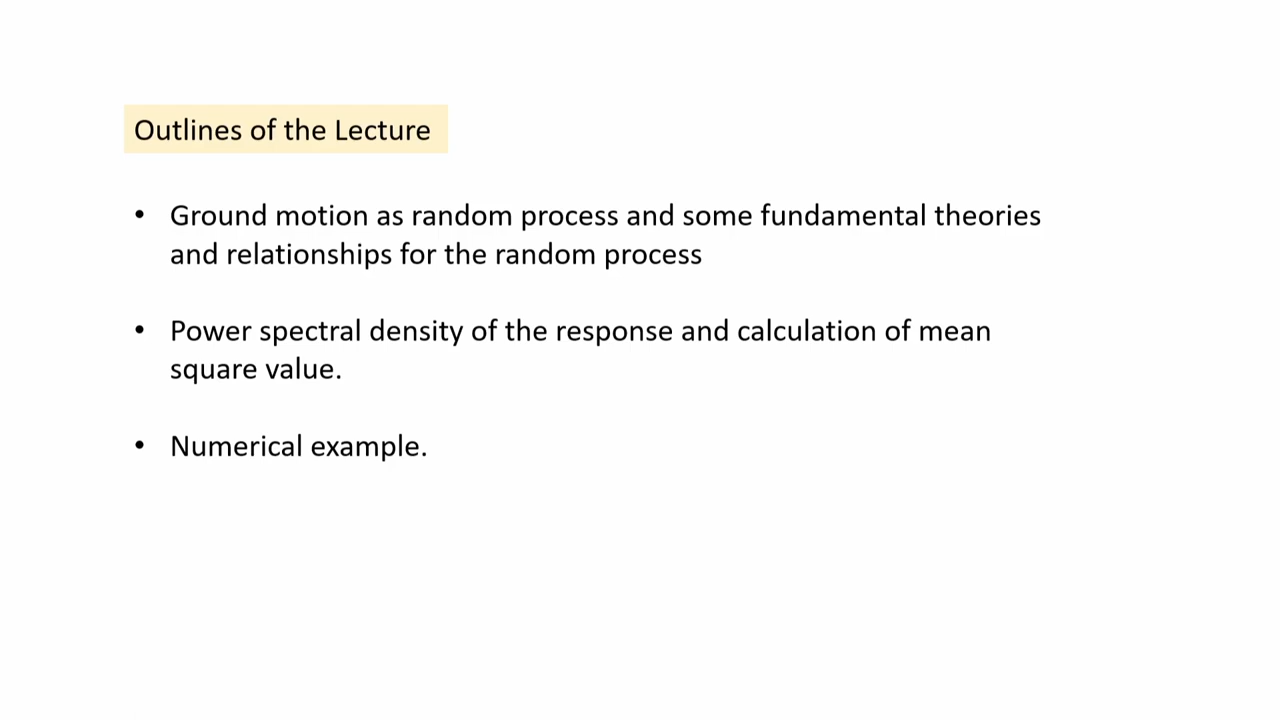 Outlines of the Lecture
• Ground motion as random process and some fundamental theories
and relationships for the random process
• Power spectral density of the response and calculation of mean
square value.
• Numerical example.